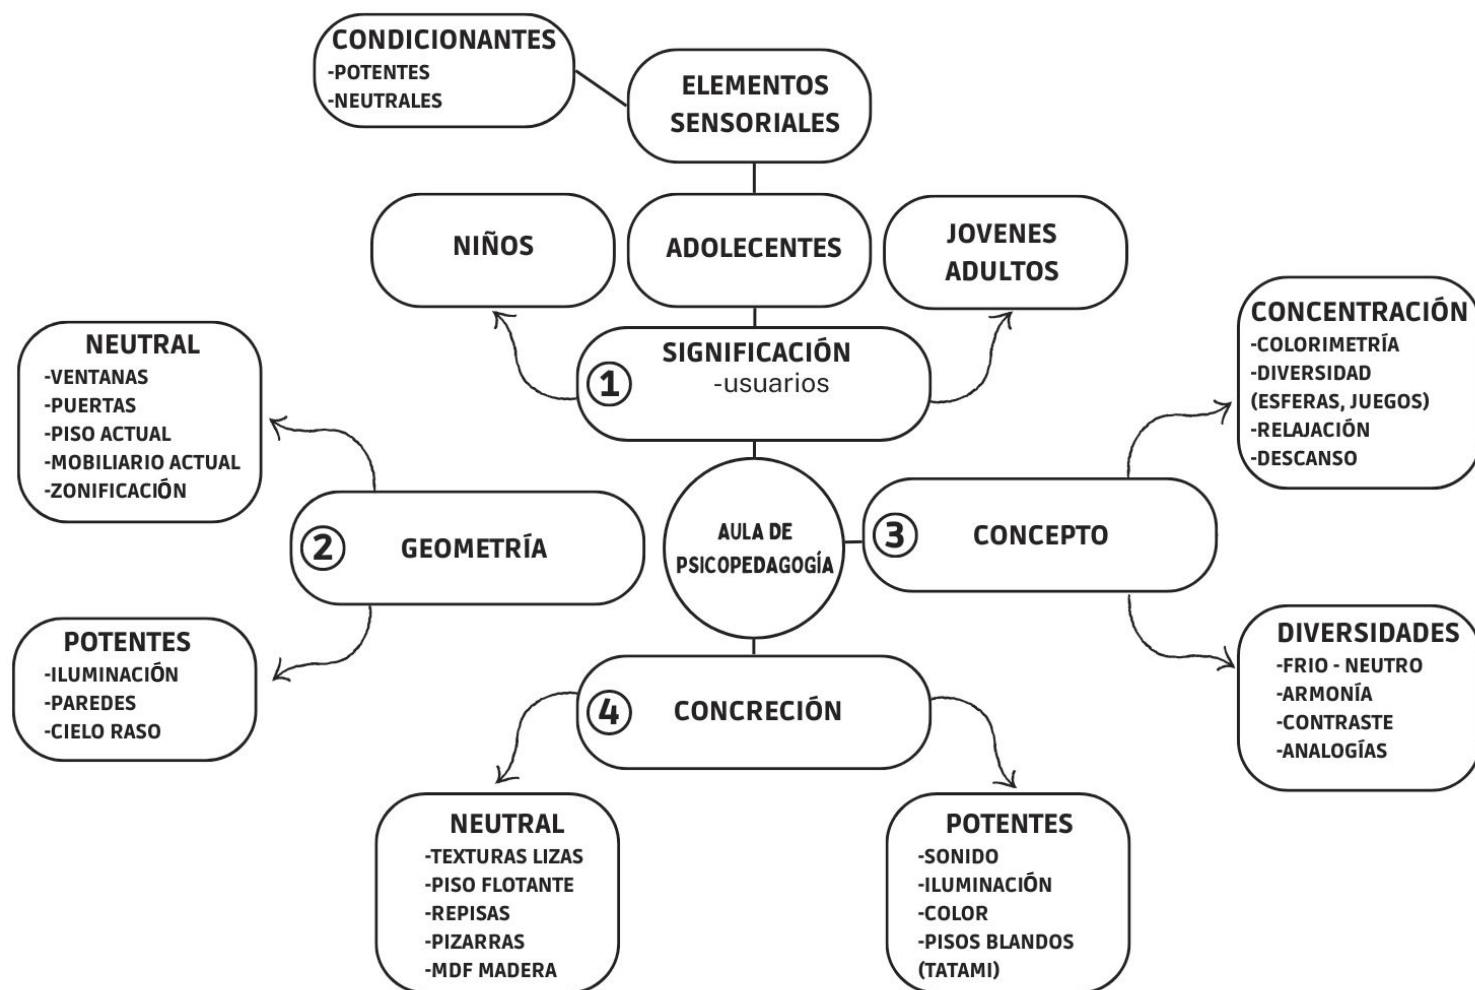 CONDICIONANTES
-POTENTES
-NEUTRALES
ELEMENTOS
SENSORIALES
NIÑOS
ADOLECENTES
JOVENES
ADULTOS
1
SIGNIFICACIÓN
-usuarios
NEUTRAL
-VENTANAS
-PUERTAS
-PISO ACTUAL
-MOBILIARIO ACTUAL
-ZONIFICACIÓN
2
GEOMETRÍA
POTENTES
-ILUMINACIÓN
-PAREDES
-CIELO RASO
AULA DE
PSICOPEDAGOGÍA
3
CONCEPTO
CONCENTRACIÓN
-COLORIMETRÍA
-DIVERSIDAD
(ESFERAS, JUEGOS)
-RELAJACIÓN
-DESCANSO
DIVERSIDADES
-FRIO - NEUTRO
-ARMONÍA
-CONTRASTE
-ANALOGÍAS
4
CONCRECIÓN
NEUTRAL
-TEXTURAS LIZAS
-PISO FLOTANTE
-REPISAS
-PIZARRAS
-MDF MADERA
POTENTES
-SONIDO
-ILUMINACIÓN
-COLOR
-PISOS BLANDOS
(TATAMI)